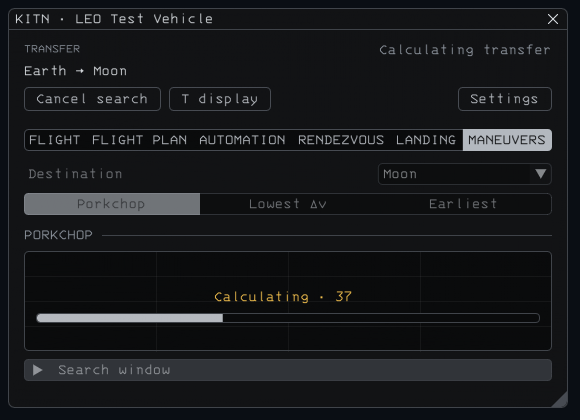 KITN · LEO Test Vehicle
TRANSFER
Calculating transfer
Earth → Moon
Cancel search
T display
Settings
FLIGHT FLIGHT PLAN AUTOMATION RENDEZVOUS LANDING MANEUVERS
Destination
Moon
Porkchop
Lowest Δv
Earliest
PORKCHOP
Calculating · 37
Search window